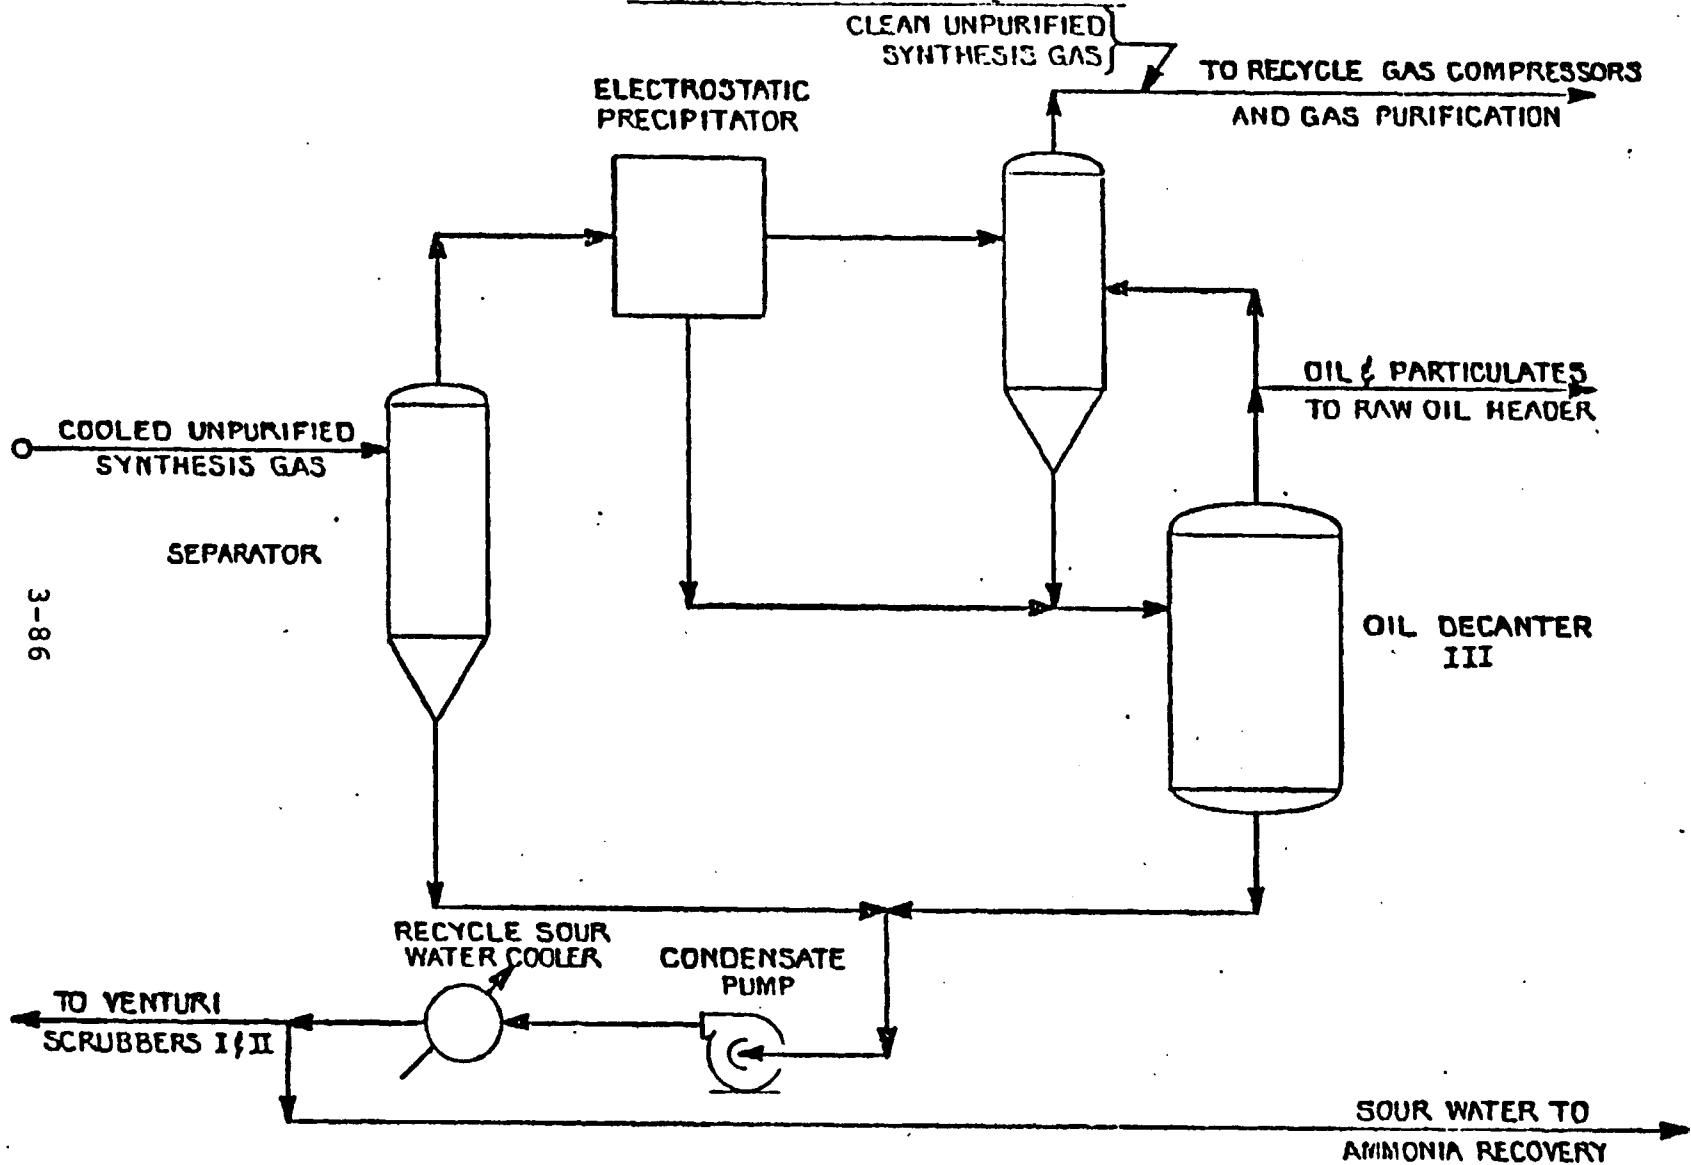 CLEAN UNPURIFIED
SYNTHESIS GAS
TO RECYCLE GAS COMPRESSORS
AND GAS PURIFICATION
ELECTROSTATIC
PRECIPITATOR
OIL & PARTICULATES
TO RAW OIL HEADER
COOLED UNPURIFIED
SYNTHESIS GAS
SEPARATOR
3-86
OIL DECANTER
III
RECYCLE SOUR
WATER COOLER
CONDENSATE
PUMP
TO VENTURI
SCRUBBERS I & II
SOUR WATER TO
AMMONIA RECOVERY